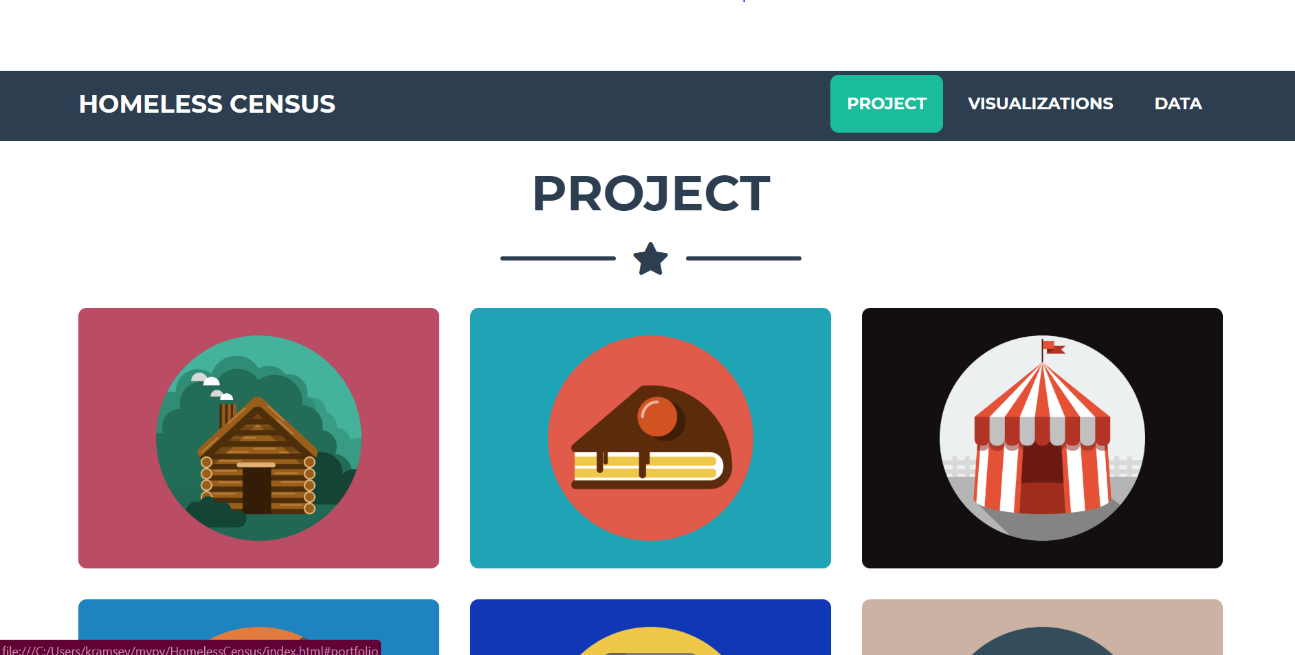 HOMELESS CENSUS
PROJECT VISUALIZATIONS DATA
PROJECT
file:///C:/Users/kramsey/mypy/HomelessCensus/index.html#portfolio